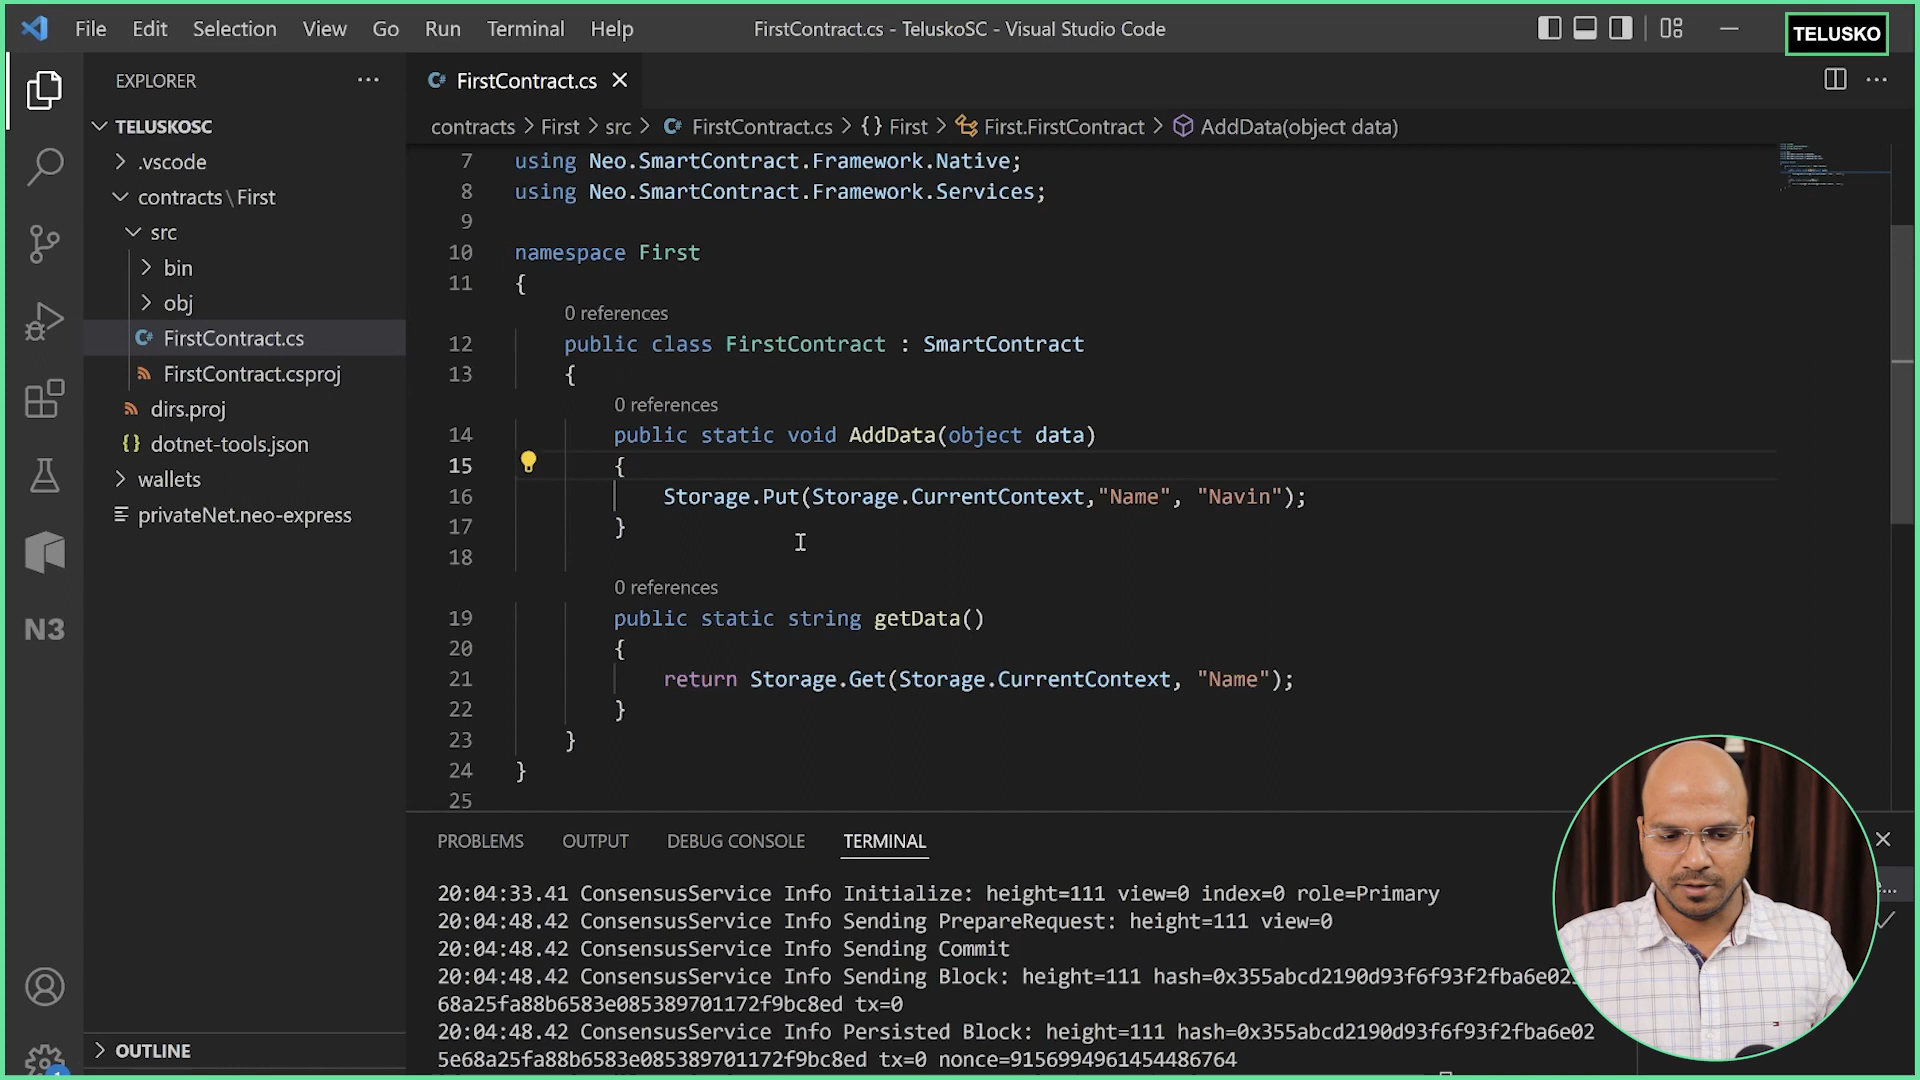 File Edit Selection View Go Run Terminal Help
FirstContract.cs - TeluskoSC - Visual Studio Code
TELUSKO
EXPLORER
TELUSKOSC
.vscode
contracts\First
src
bin
obj
FirstContract.cs
FirstContract.csproj
dirs.proj
dotnet-tools.json
wallets
privateNet.neo-express
N3
OUTLINE
FirstContract.cs
contracts > First > src > FirstContract.cs > {} First > First.FirstContract > AddData(object data)
7 using Neo.SmartContract.Framework.Native;
8 using Neo.SmartContract.Framework.Services;
9
10 namespace First
11 {
0 references
12 public class FirstContract : SmartContract
13 {
0 references
14 public static void AddData(object data)
15 {
16 Storage.Put(Storage.CurrentContext,"Name", "Navin");
17 }
18
0 references
19 public static string getData()
20 {
21 return Storage.Get(Storage.CurrentContext, "Name");
22 }
23 }
24 }
25
PROBLEMS OUTPUT DEBUG CONSOLE TERMINAL
20:04:33.41 ConsensusService Info Initialize: height=111 view=0 index=0 role=Primary
20:04:48.42 ConsensusService Info Sending PrepareRequest: height=111 view=0
20:04:48.42 ConsensusService Info Sending Commit
20:04:48.42 ConsensusService Info Sending Block: height=111 hash=0x355abcd2190d93f6f93f2fba6e02
68a25fa88b6583e085389701172f9bc8ed tx=0
20:04:48.42 ConsensusService Info Persisted Block: height=111 hash=0x355abcd2190d93f6f93f2fba6e02
5e68a25fa88b6583e085389701172f9bc8ed tx=0 nonce=9156994961454486764